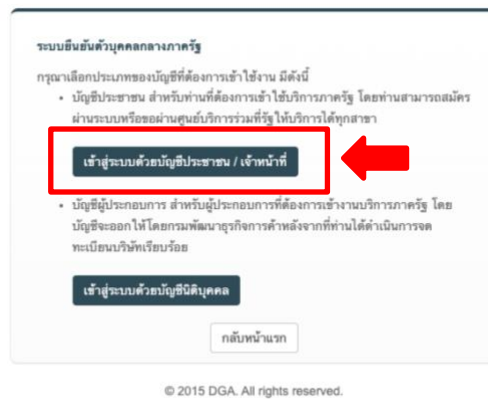 ระบบยืนยันตัวบุคคลกลางภาครัฐ
กรุณาเลือกประเภทของบัญชีที่ต้องการเข้าใช้งาน มีดังนี้
• บัญชีประชาชน สำหรับท่านที่ต้องการเข้าใช้บริการภาครัฐ โดยท่านสามารถสมัคร
ผ่านระบบหรือขอผ่านศูนย์บริการร่วมที่รัฐให้บริการได้ทุกสาขา
เข้าสู่ระบบด้วยบัญชีประชาชน / เจ้าหน้าที่
• บัญชีผู้ประกอบการ สำหรับผู้ประกอบการที่ต้องการเข้างานบริการภาครัฐ โดย
บัญชีจะออกให้โดยกรมพัฒนาธุรกิจการค้าหลังจากที่ท่านได้ดำเนินการจด
ทะเบียนบริษัทเรียบร้อย
เข้าสู่ระบบด้วยบัญชีนิติบุคคล
กลับหน้าแรก
© 2015 DGA. All rights reserved.